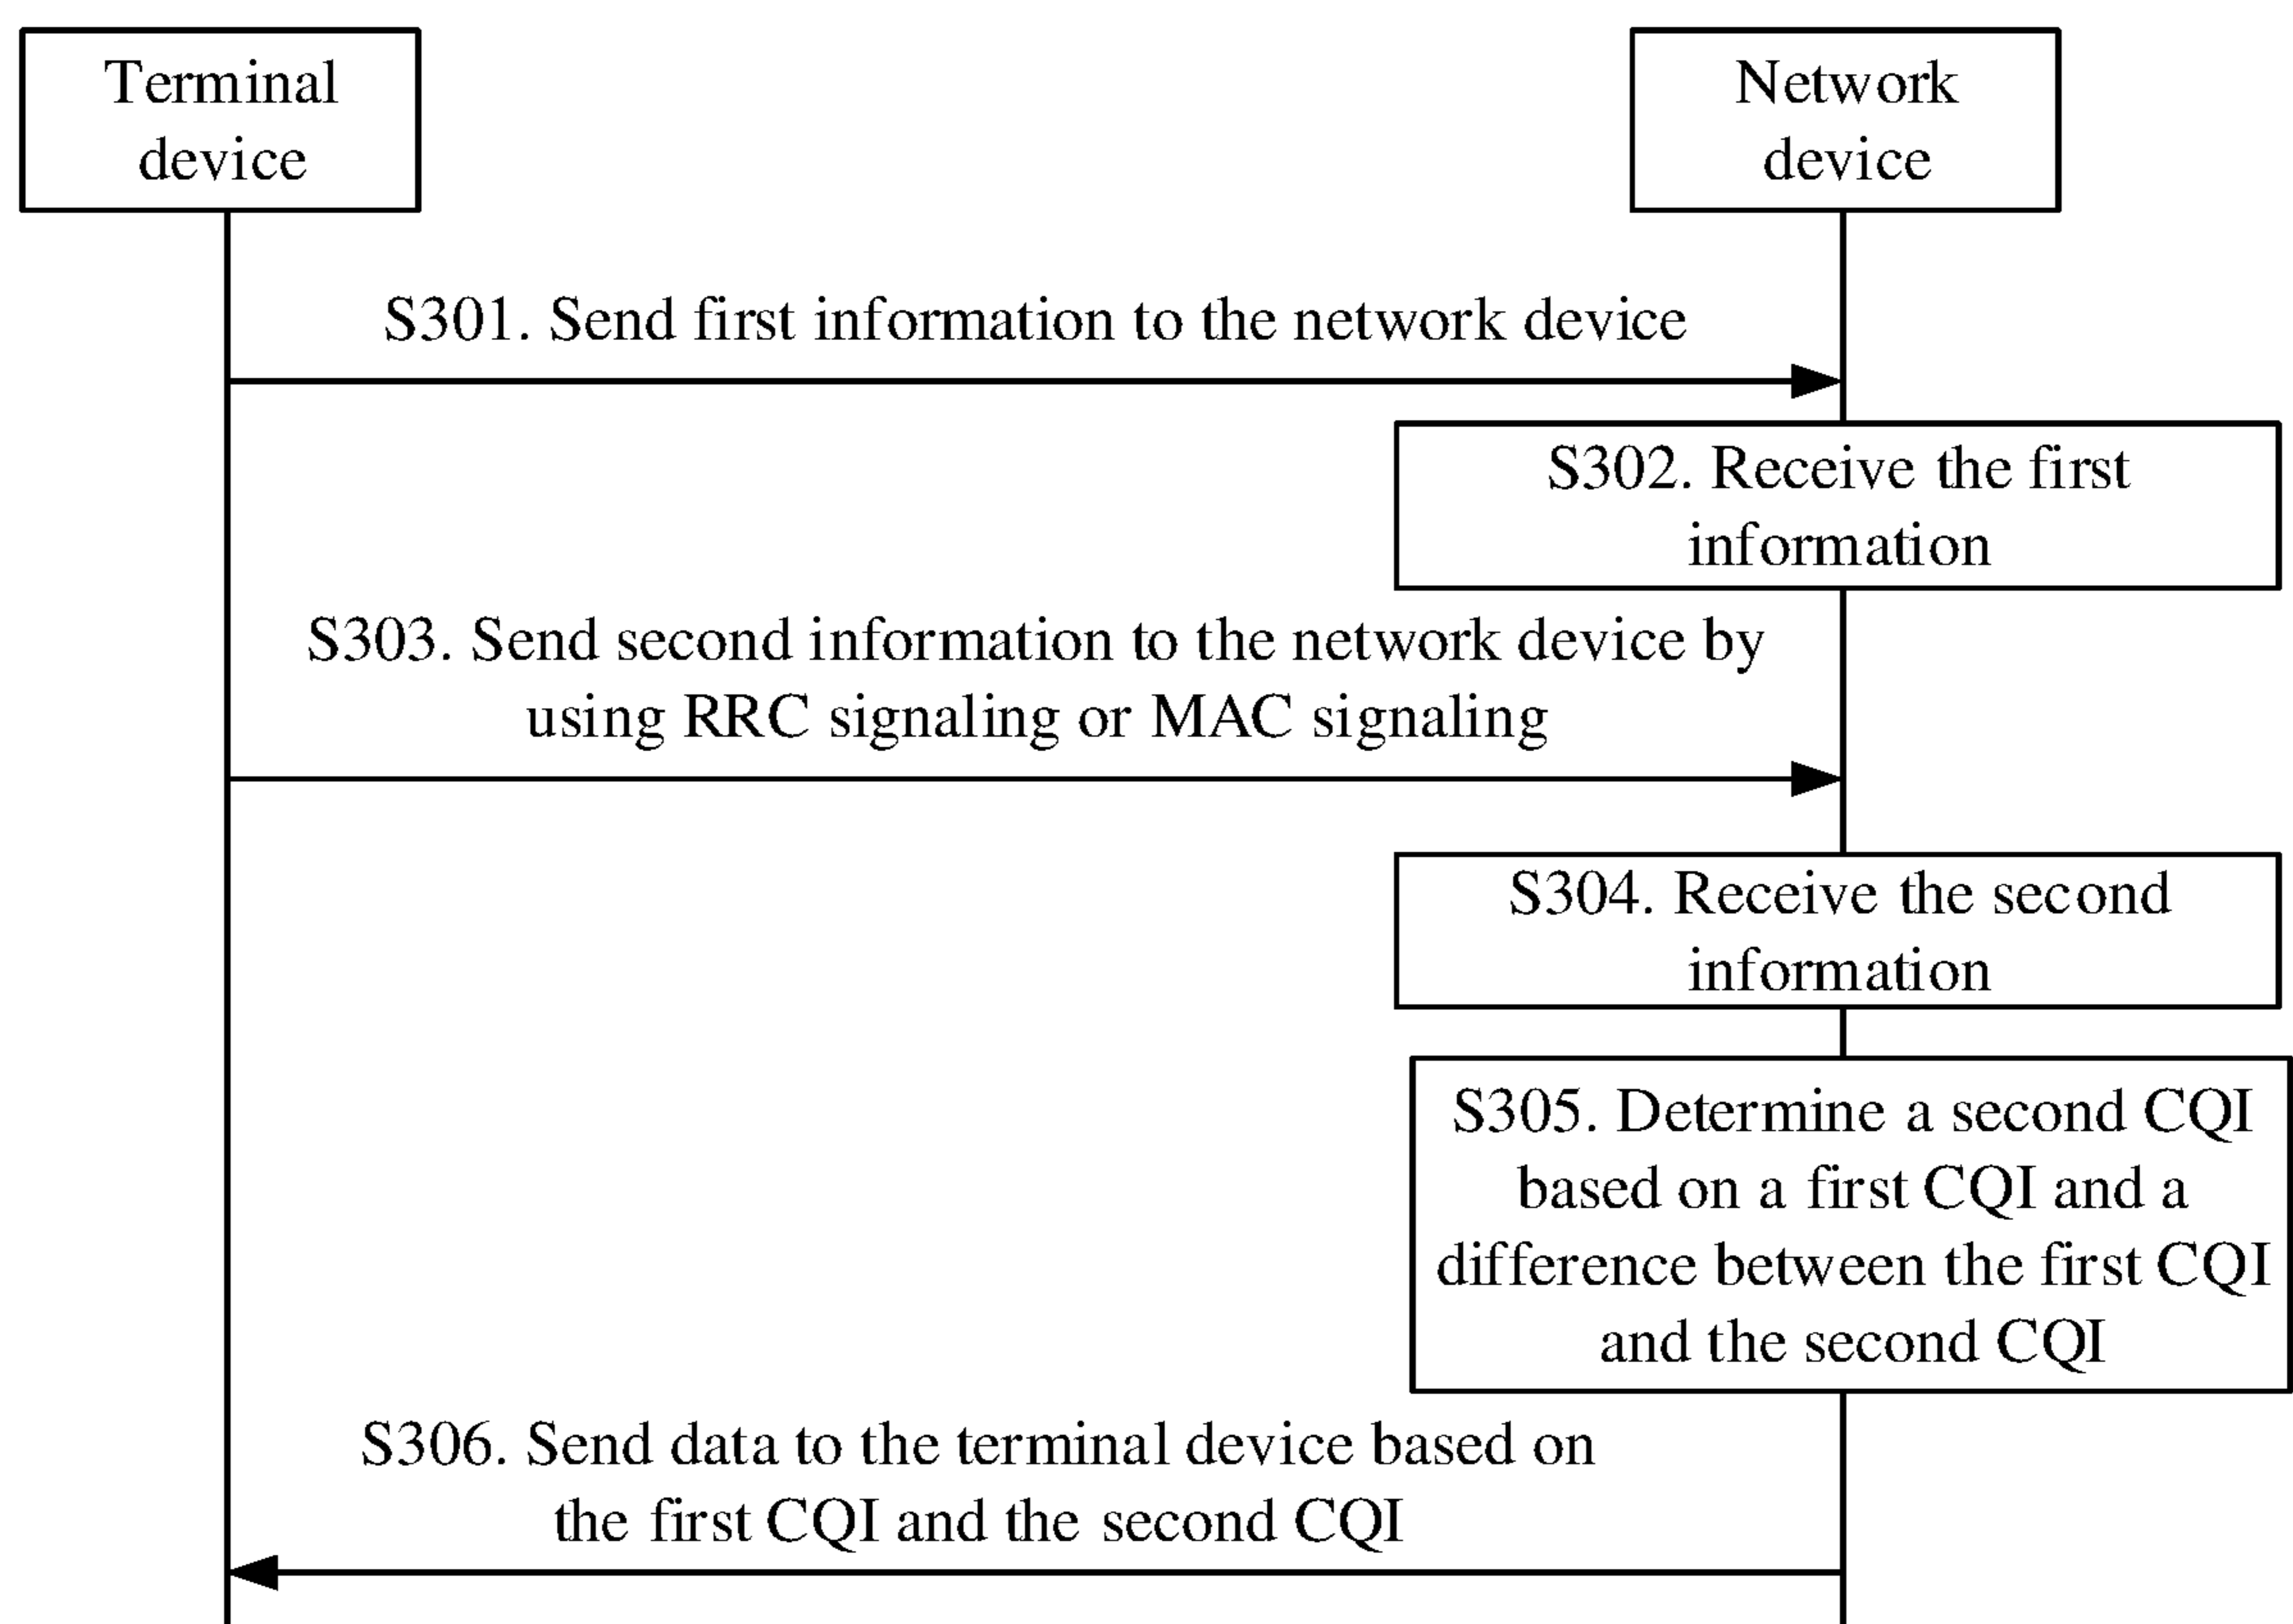 Terminal
device
Network
device
S301. Send first information to the network device
S302. Receive the first
information
S303. Send second information to the network device by
using RRC signaling or MAC signaling
S304. Receive the second
information
S305. Determine a second CQI
based on a first CQI and a
difference between the first CQI
and the second CQI
S306. Send data to the terminal device based on
the first CQI and the second CQI